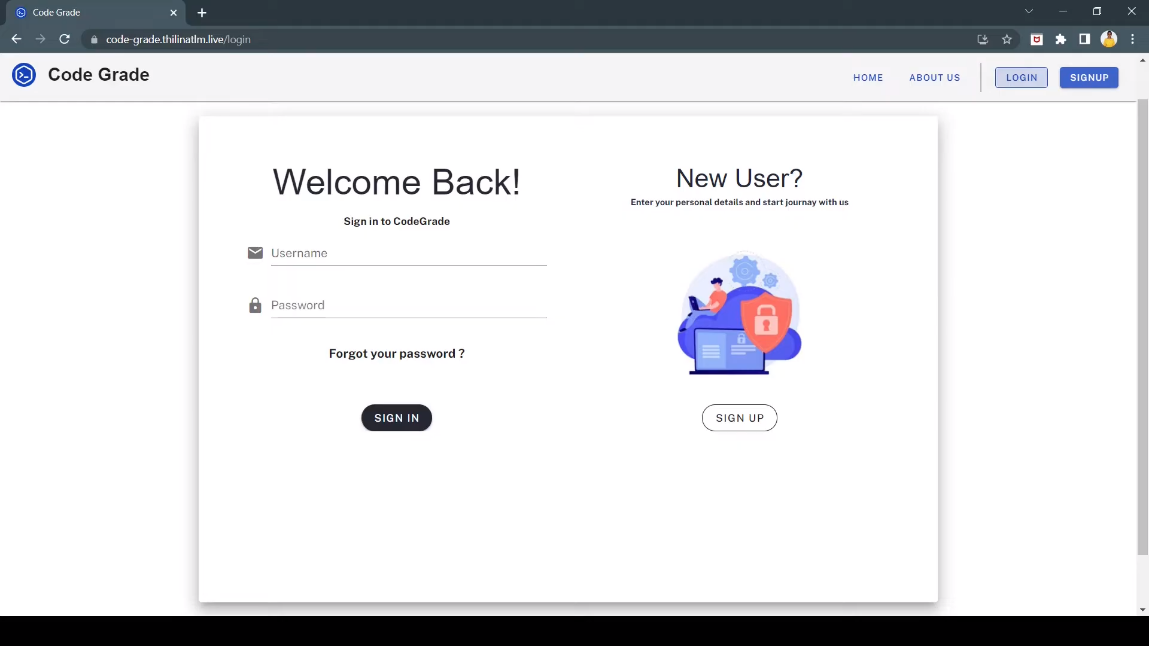 Code Grade
code-grade.thilinatlm.live/login
Code Grade
HOME
ABOUT US
LOGIN
SIGNUP
Welcome Back!
Sign in to CodeGrade
Username
Password
Forgot your password ?
SIGN IN
New User?
Enter your personal details and start journay with us
SIGN UP